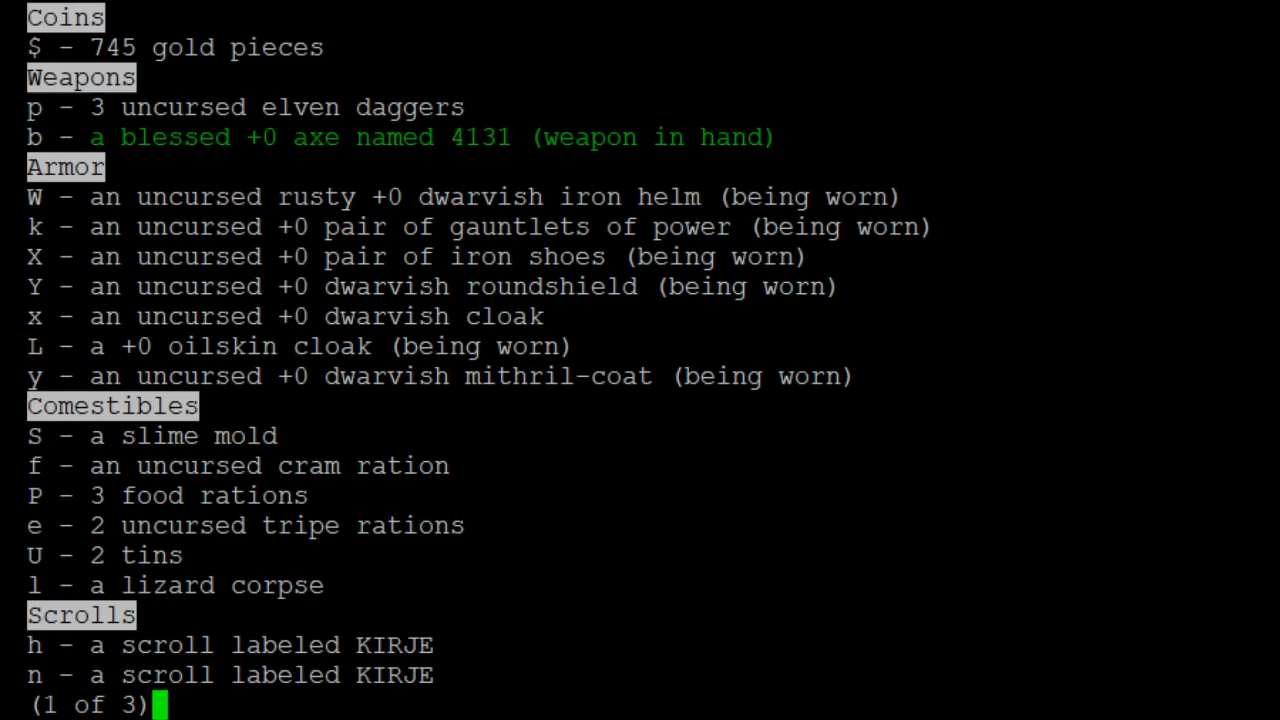 Coins
$ - 745 gold pieces
Weapons
p - 3 uncursed elven daggers
b - a blessed +0 axe named 4131 (weapon in hand)
Armor
W - an uncursed rusty +0 dwarvish iron helm (being worn)
k - an uncursed +0 pair of gauntlets of power (being worn)
X - an uncursed +0 pair of iron shoes (being worn)
Y - an uncursed +0 dwarvish roundshield (being worn)
x - an uncursed +0 dwarvish cloak
L - a +0 oilskin cloak (being worn)
y - an uncursed +0 dwarvish mithril-coat (being worn)
Comestibles
S - a slime mold
f - an uncursed cram ration
P - 3 food rations
e - 2 uncursed tripe rations
U - 2 tins
l - a lizard corpse
Scrolls
h - a scroll labeled KIRJE
n - a scroll labeled KIRJE
(1 of 3)